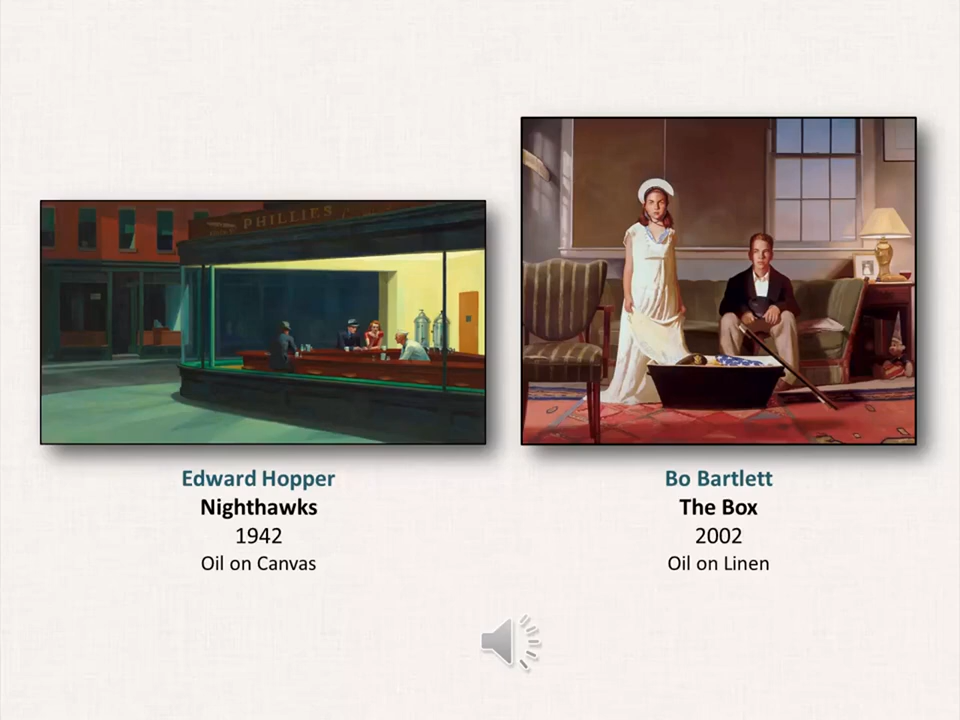 PHILLIES
Edward Hopper
Nighthawks
1942
Oil on Canvas
Bo Bartlett
The Box
2002
Oil on Linen